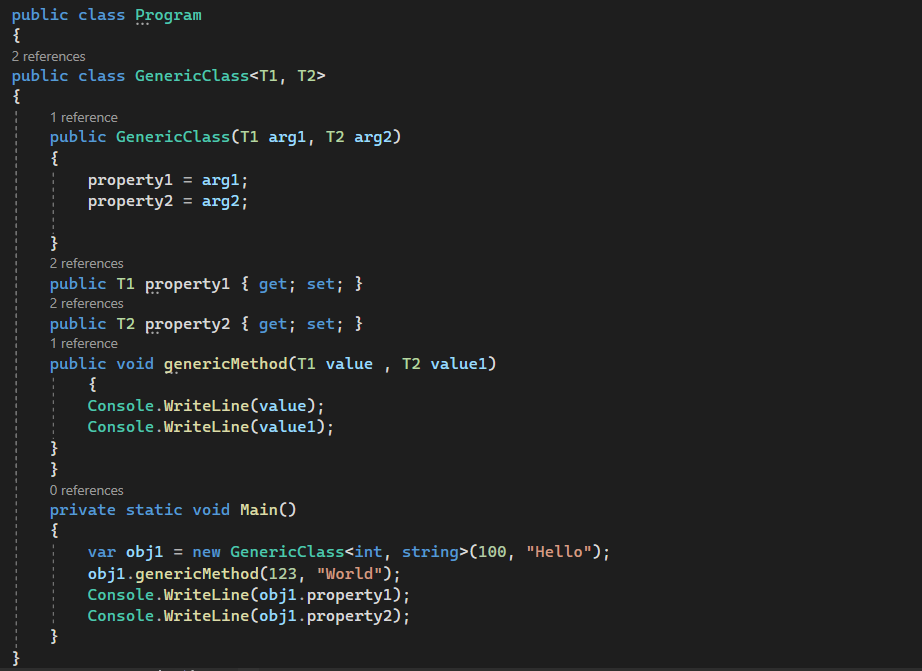 public class Program
{
2 references
public class GenericClass<T1, T2>
{
1 reference
public GenericClass(T1 arg1, T2 arg2)
{
property1 = arg1;
property2 = arg2;
}
2 references
public T1 property1 { get; set; }
2 references
public T2 property2 { get; set; }
1 reference
public void genericMethod(T1 value , T2 value1)
{
Console.WriteLine(value);
Console.WriteLine(value1);
}
}
0 references
private static void Main()
{
var obj1 = new GenericClass<int, string>(100, "Hello");
obj1.genericMethod(123, "World");
Console.WriteLine(obj1.property1);
Console.WriteLine(obj1.property2);
}
}